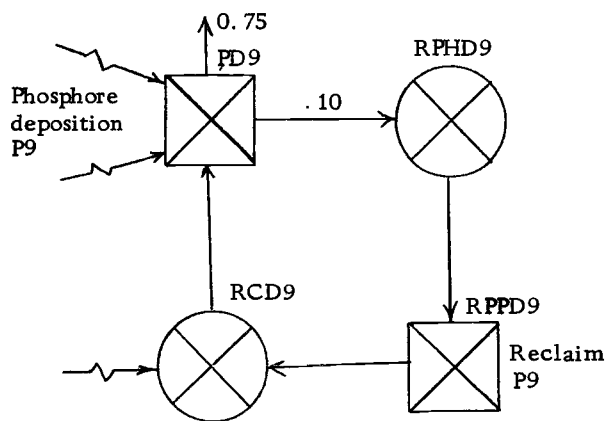 0.75
PD9
RPHD9
Phosphore
deposition
P9
.10
RCD9
RPPD9
Reclaim
P9